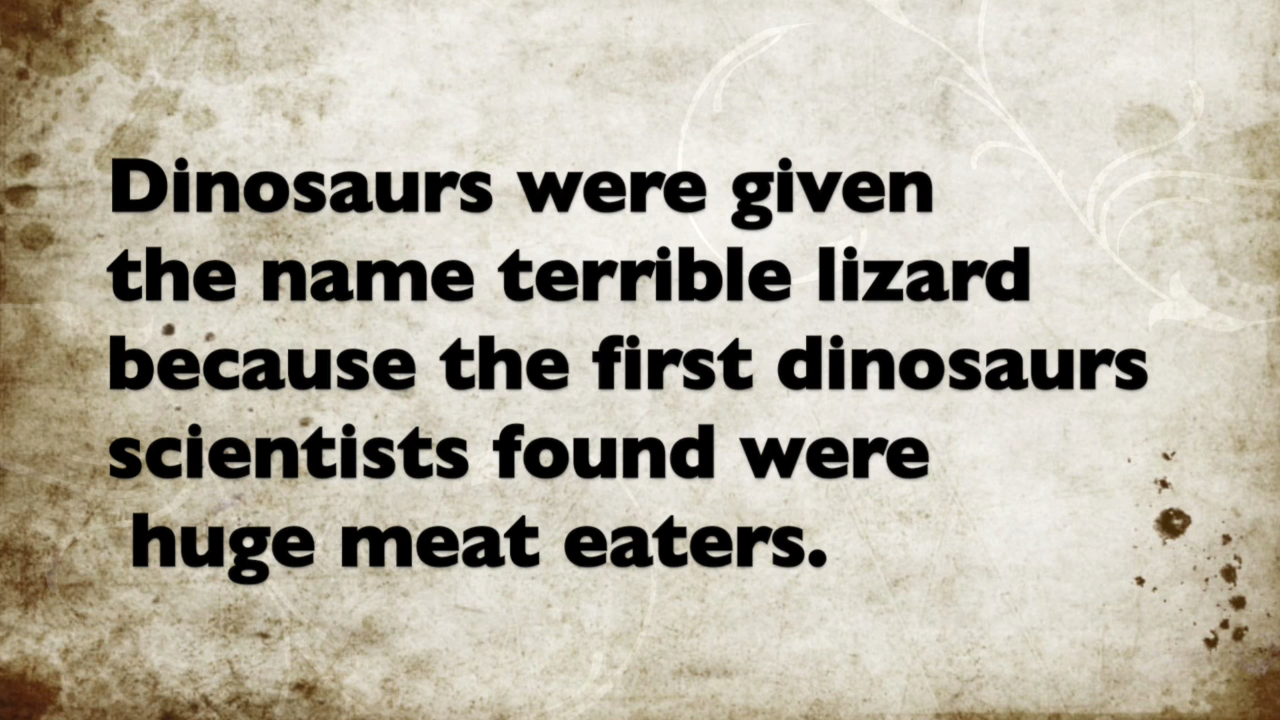 Dinosaurs were given
the name terrible lizard
because the first dinosaurs
scientists found were
huge meat eaters.